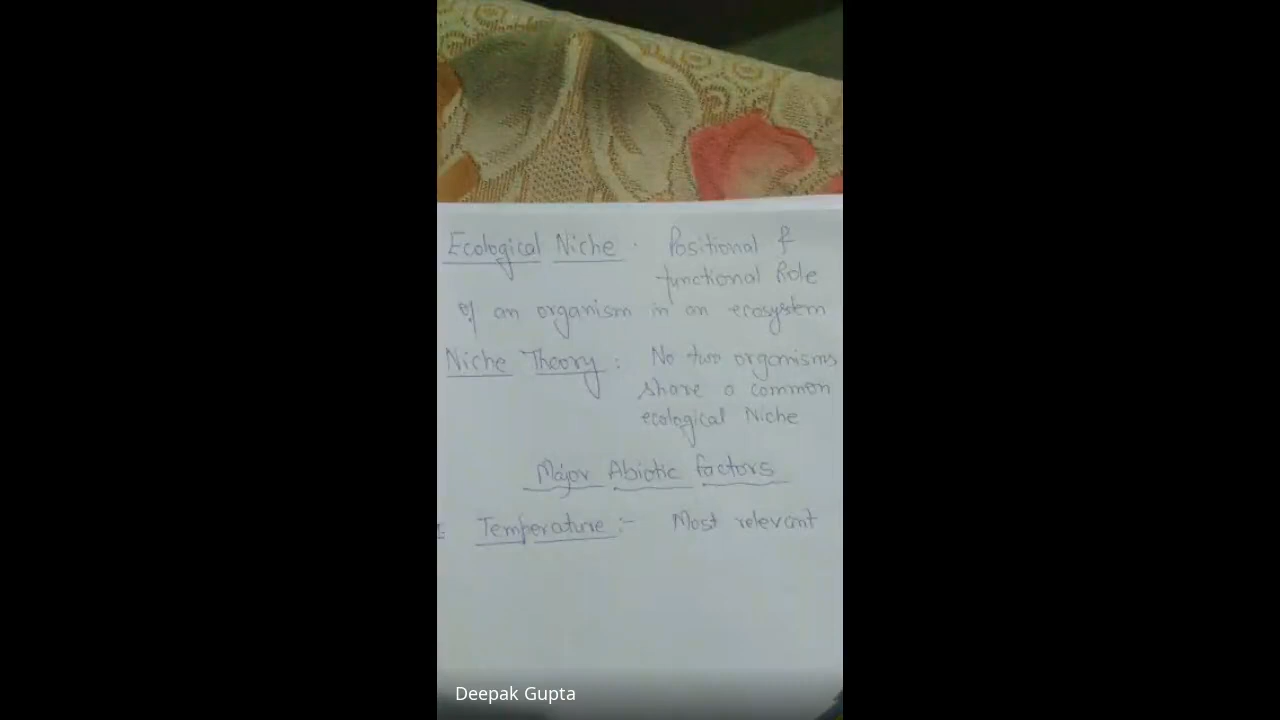 Ecological Niche . Positional &
functional Role
of an organism in an ecosystem
Niche Theory : No two organisms
share a common
ecological Niche
Major Abiotic factors
Temperature :- Most relevant
Deepak Gupta